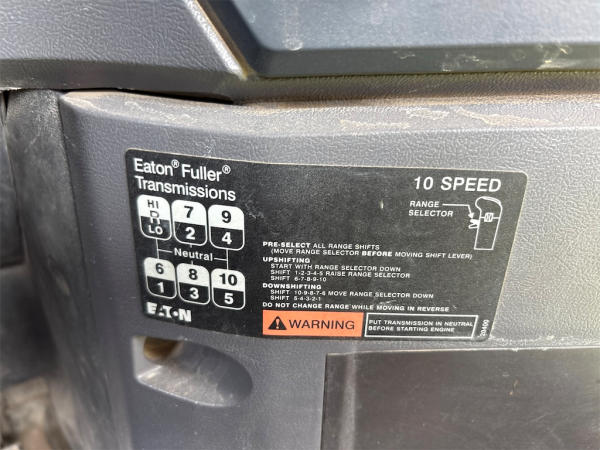 Eaton® Fuller®
Transmissions
10 SPEED
RANGE
SELECTOR
HI
R
LO
7
2
9
4
Neutral
6
1
8
3
10
5
EATON
PRE-SELECT ALL RANGE SHIFTS
(MOVE RANGE SELECTOR BEFORE MOVING SHIFT LEVER)
UPSHIFTING
START WITH RANGE SELECTOR DOWN
SHIFT 1-2-3-4-5 RAISE RANGE SELECTOR
SHIFT 6-7-8-9-10
DOWNSHIFTING
SHIFT 10-9-8-7-6 MOVE RANGE SELECTOR DOWN
SHIFT 5-4-3-2-1
DO NOT CHANGE RANGE WHILE MOVING IN REVERSE
WARNING
PUT TRANSMISSION IN NEUTRAL
BEFORE STARTING ENGINE